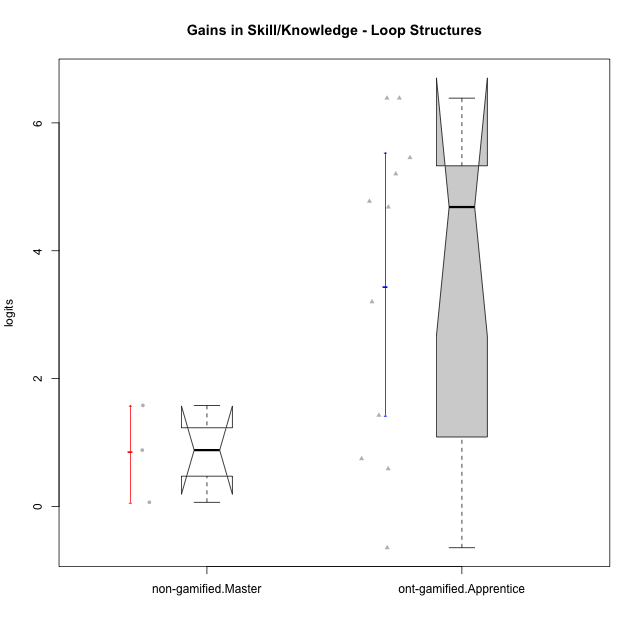 Gains in Skill/Knowledge - Loop Structures
6
4
2
0
logits
non-gamified.Master
ont-gamified.Apprentice